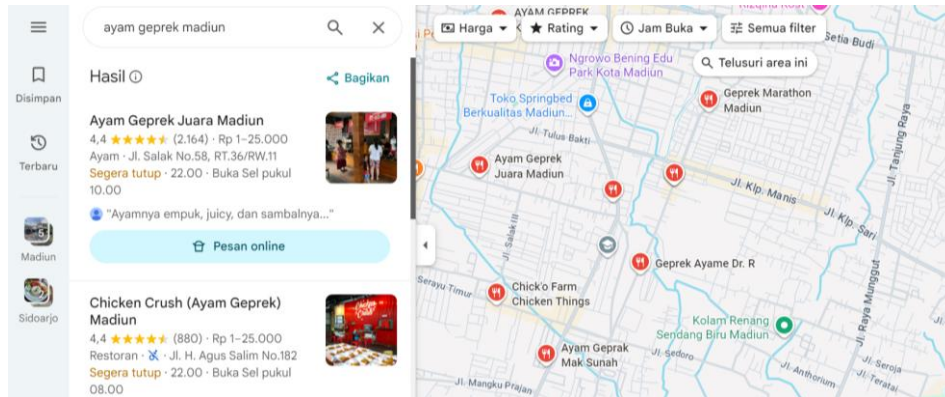 Disimpan
Terbaru
5
Madiun
Sidoarjo
ayam geprek madiun
Hasil
Bagikan
Ayam Geprek Juara Madiun
4,4 (2.164) · Rp 1–25.000
Ayam · Jl. Salak No.58, RT.36/RW.11
Segera tutup · 22.00 · Buka Sel pukul
10.00
"Ayamnya empuk, juicy, dan sambalnya..."
Pesan online
Chicken Crush (Ayam Geprek)
Madiun
4,4 (880) · Rp 1–25.000
Restoran · Jl. H. Agus Salim No.182
Segera tutup · 22.00 · Buka Sel pukul
08.00
AYAM GEPREK
Harga
Rating
Jam Buka
Semua filter
Setia Budi
Telusuri area ini
Ngrowo Bening Edu
Park Kota Madiun
Toko Springbed
Berkualitas Madiun...
Geprek Marathon
Madiun
Jl. Tulus Bakti
Ayam Geprek
Juara Madiun
Jl. Tanjung Raya
Jl. Klp. Manis
Jl. Klp. Sari
Jl. Salak III
Geprek Ayame Dr. R
Serayu Timur
Chick'o Farm
Chicken Things
Jl. Raya Munggut
Kolam Renang
Sendang Biru Madiun
Ayam Geprak
Mak Sunah
Jl. Sedoro
Jl. Seroja
Jl. Anthorium
Jl. Teratai
Jl. Mangku Prajan